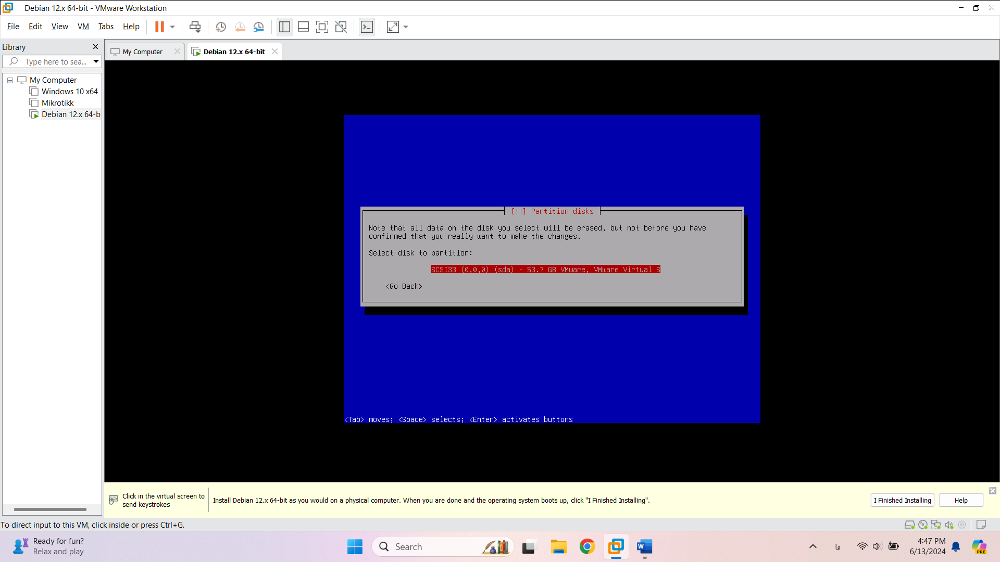 Debian 12.x 64-bit - VMware Workstation
File Edit View VM Tabs Help
Library
Type here to sea...
My Computer
Windows 10 x64
Mikrotikk
Debian 12.x 64-b
My Computer
Debian 12.x 64-bit
[!!] Partition disks
Note that all data on the disk you select will be erased, but not before you have
confirmed that you really want to make the changes.
Select disk to partition:
SCSI33 (0,0,0) (sda) - 53.7 GB VMware, VMware Virtual S
<Go Back>
<Tab> moves; <Space> selects; <Enter> activates buttons
Click in the virtual screen to
send keystrokes
Install Debian 12.x 64-bit as you would on a physical computer. When you are done and the operating system boots up, click "I Finished Installing".
I Finished Installing
Help
To direct input to this VM, click inside or press Ctrl+G.
Ready for fun?
Relax and play
Search
W
فا
4:47 PM
6/13/2024
PRE